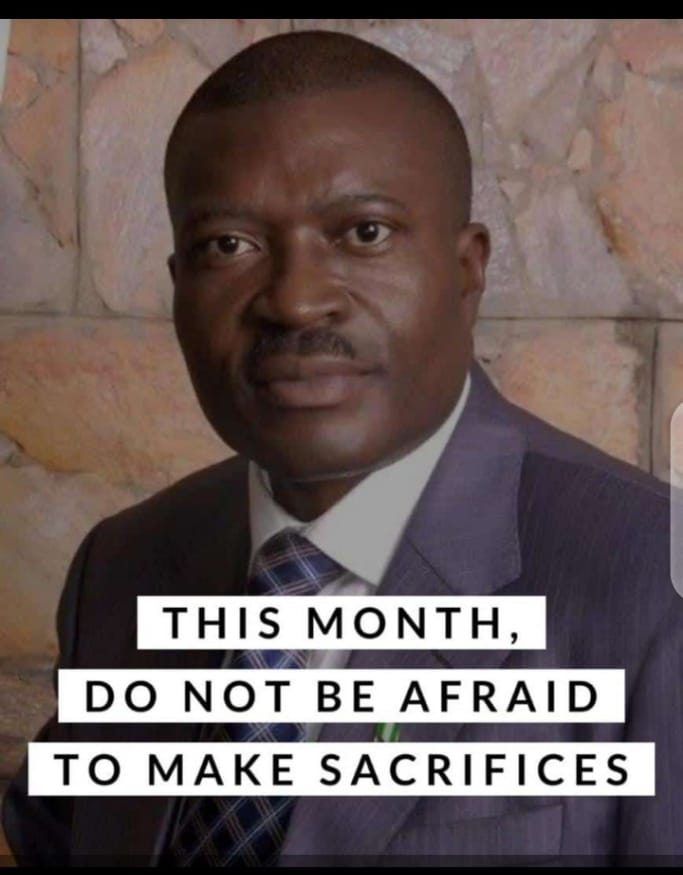 THIS MONTH,
DO NOT BE AFRAID
TO MAKE SACRIFICES